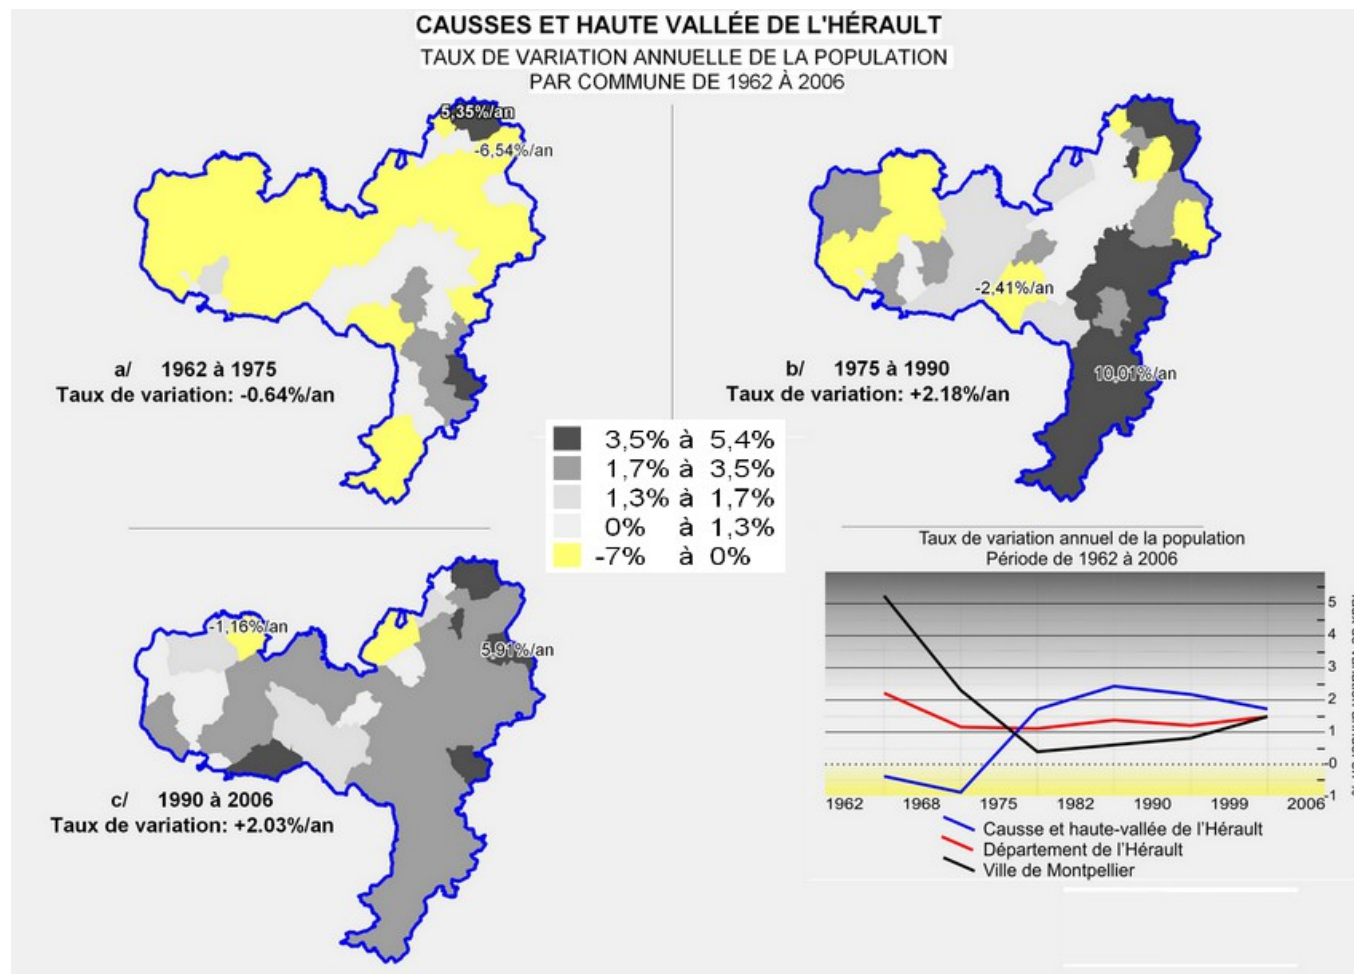 CAUSSES ET HAUTE VALLÉE DE L'HÉRAULT
TAUX DE VARIATION ANNUELLE DE LA POPULATION
PAR COMMUNE DE 1962 À 2006
5,35%/an
-6,54%/an
a/ 1962 à 1975
Taux de variation: -0.64%/an
-2,41%/an
10,01%/an
b/ 1975 à 1990
Taux de variation: +2.18%/an
3,5% à 5,4%
1,7% à 3,5%
1,3% à 1,7%
0% à 1,3%
-7% à 0%
-1,16%/an
5,91%/an
c/ 1990 à 2006
Taux de variation: +2.03%/an
Taux de variation annuel de la population
Période de 1962 à 2006
5
4
3
2
1
0
-1
1962 1968 1975 1982 1990 1999 2006
Causse et haute-vallée de l'Hérault
Département de l'Hérault
Ville de Montpellier